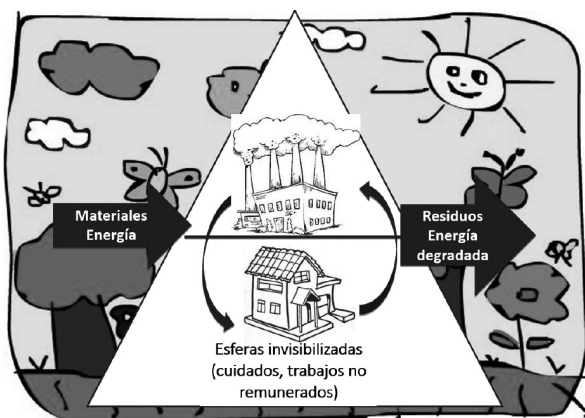 Materiales
Energía
Residuos
Energía
degradada
Esferas invisibilizadas
(cuidados, trabajos no
remunerados)